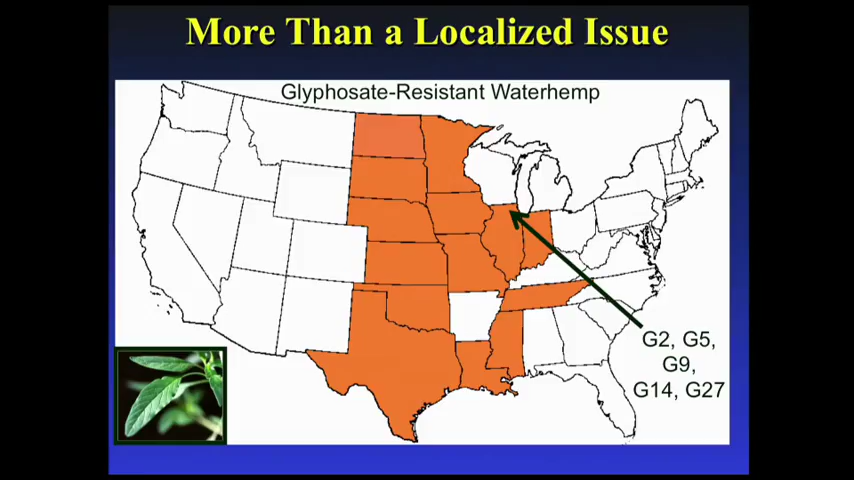 More Than a Localized Issue
Glyphosate-Resistant Waterhemp
G2, G5,
G9,
G14, G27